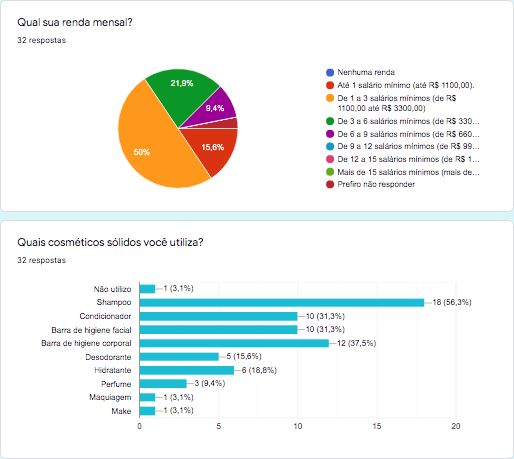 Qual sua renda mensal?
32 respostas
21,9%
9,4%
15,6%
50%
Nenhuma renda
Até 1 salário mínimo (até R$ 1100,00).
De 1 a 3 salários mínimos (de R$
1100,00 até R$ 3300,00)
De 3 a 6 salários mínimos (de R$ 330…
De 6 a 9 salários mínimos (de R$ 660…
De 9 a 12 salários mínimos (de R$ 99…
De 12 a 15 salários mínimos (de R$ 1…
Mais de 15 salários mínimos (mais de…
Prefiro não responder
Quais cosméticos sólidos você utiliza?
32 respostas
Não utilizo 1 (3,1%)
Shampoo 18 (56,3%)
Condicionador 10 (31,3%)
Barra de higiene facial 10 (31,3%)
Barra de higiene corporal 12 (37,5%)
Desodorante 5 (15,6%)
Hidratante 6 (18,8%)
Perfume 3 (9,4%)
Maquiagem 1 (3,1%)
Make 1 (3,1%)
0 5 10 15 20